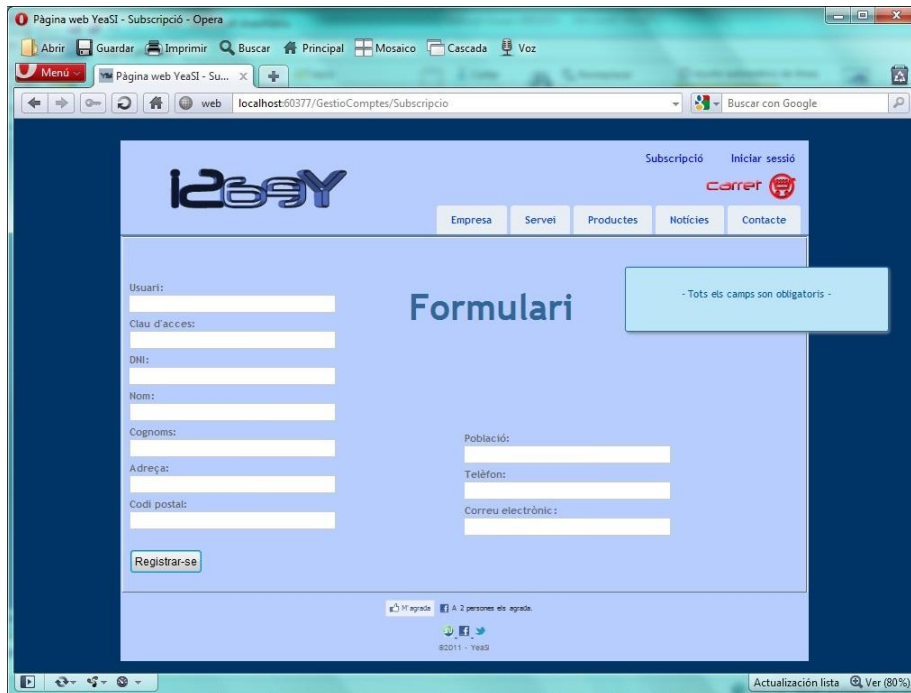 Pàgina web YeaSI - Subscripció - Opera
Abrir Guardar Imprimir Buscar Principal Mosaico Cascada Voz
Menú Pàgina web YeaSI - Su...
web localhost:60377/GestioComptes/Subscripcio Buscar con Google
Subscripció Iniciar sessió
carret
Empresa Servei Productes Notícies Contacte
- Tots els camps son obligatoris -
Formulari
Usuari:
Clau d'acces:
DNI:
Nom:
Cognoms:
Adreça:
Codi postal:
Població:
Telèfon:
Correu electrònic:
Registrar-se
M'agrada A 2 persones els agrada.
©2011 - YeaSI
Actualización lista Ver (80%)